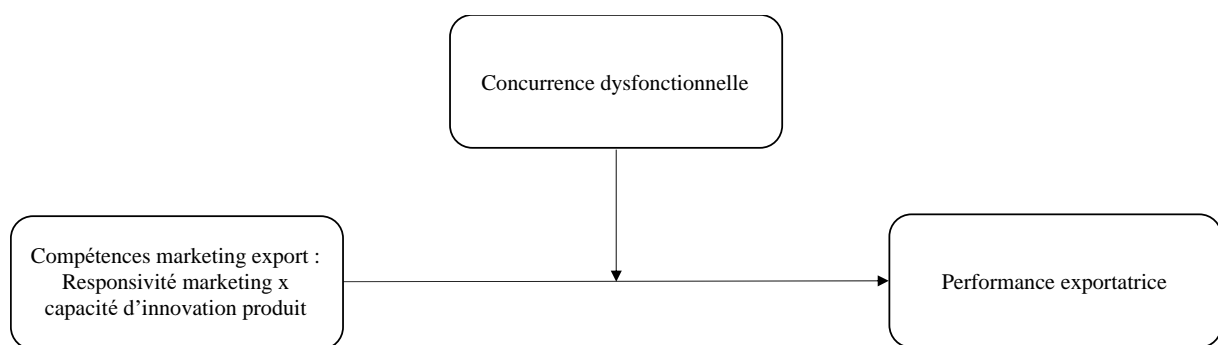 Concurrence dysfonctionnelle
Compétences marketing export :
Responsivité marketing x
capacité d’innovation produit
Performance exportatrice